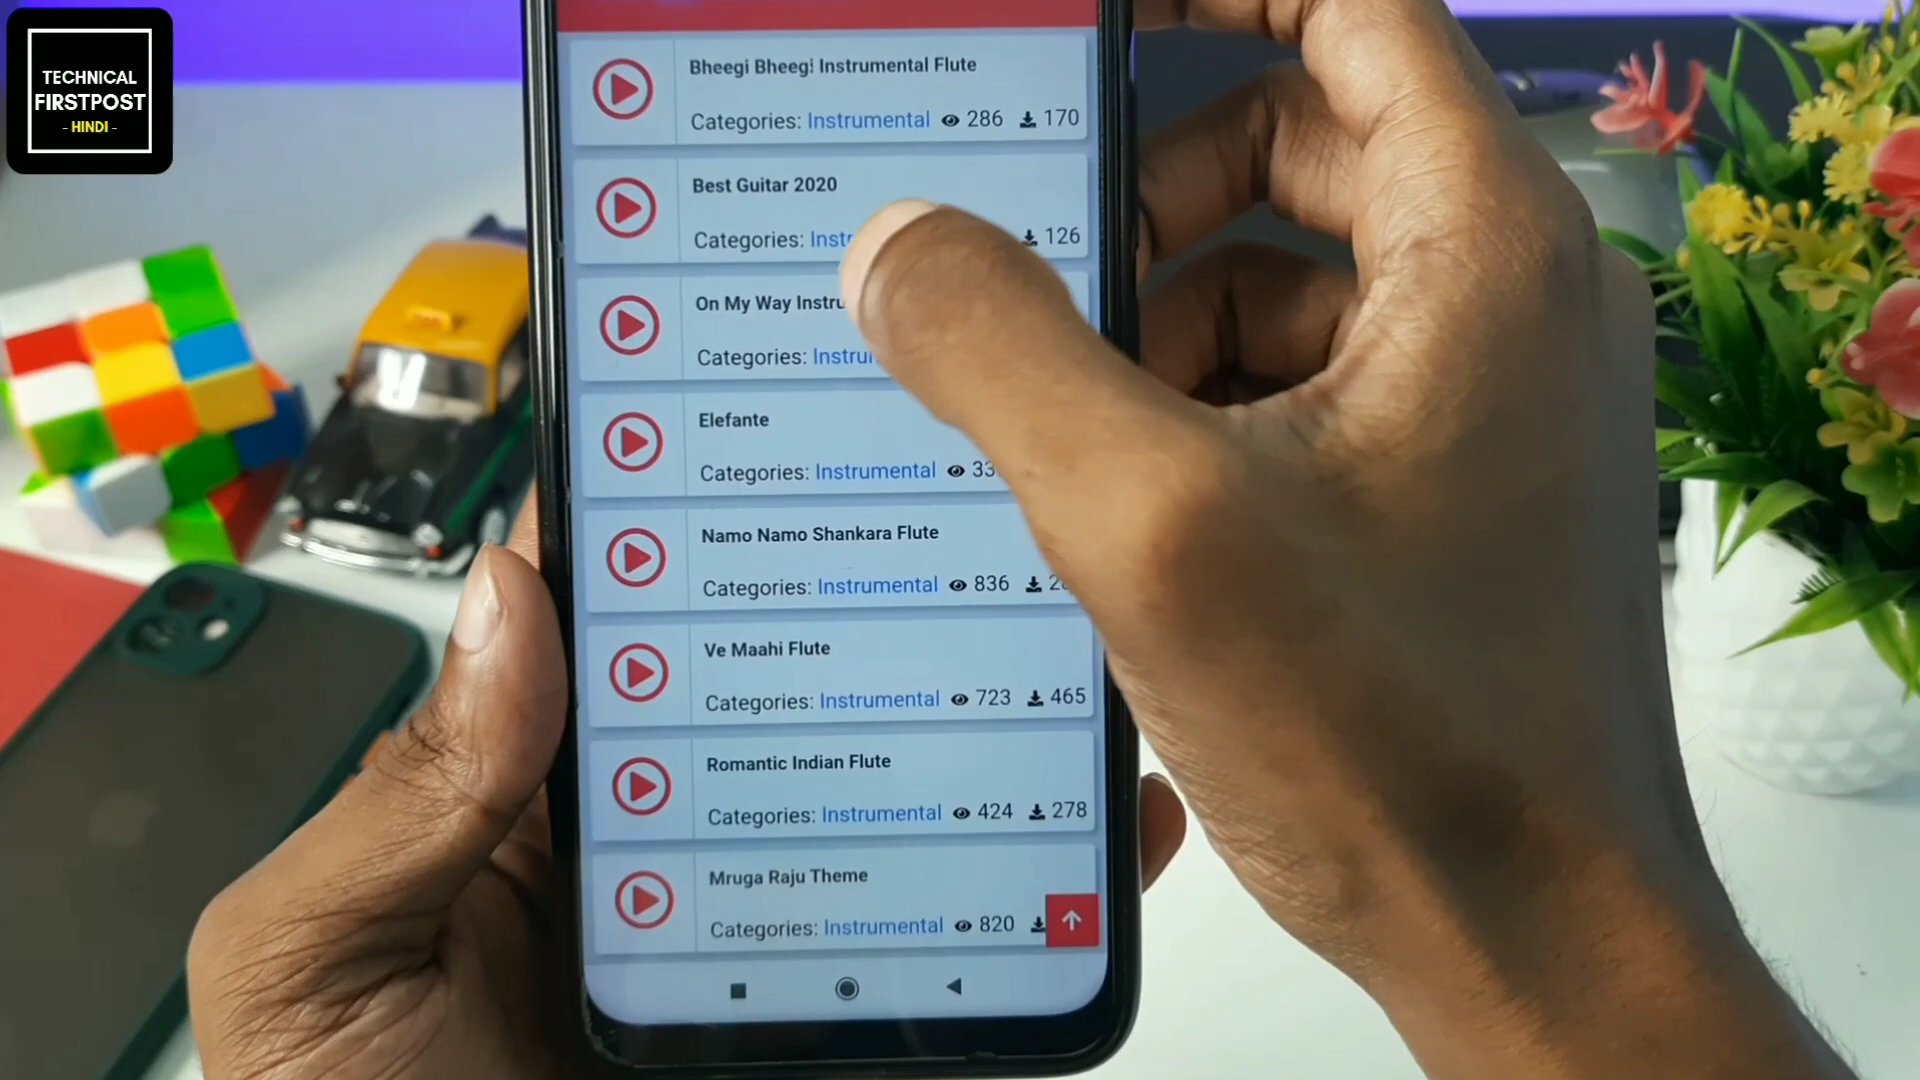 TECHNICAL
FIRSTPOST
- HINDI -
Bheegi Bheegi Instrumental Flute
Categories: Instrumental 286 170
Best Guitar 2020
Categories: 126
On My Way
Categories:
Elefante
Categories: Instrumental
Namo Namo Shankara Flute
Categories: Instrumental 836
Ve Maahi Flute
Categories: Instrumental 723 465
Romantic Indian Flute
Categories: Instrumental 424 278
Mruga Raju Theme
Categories: Instrumental 820